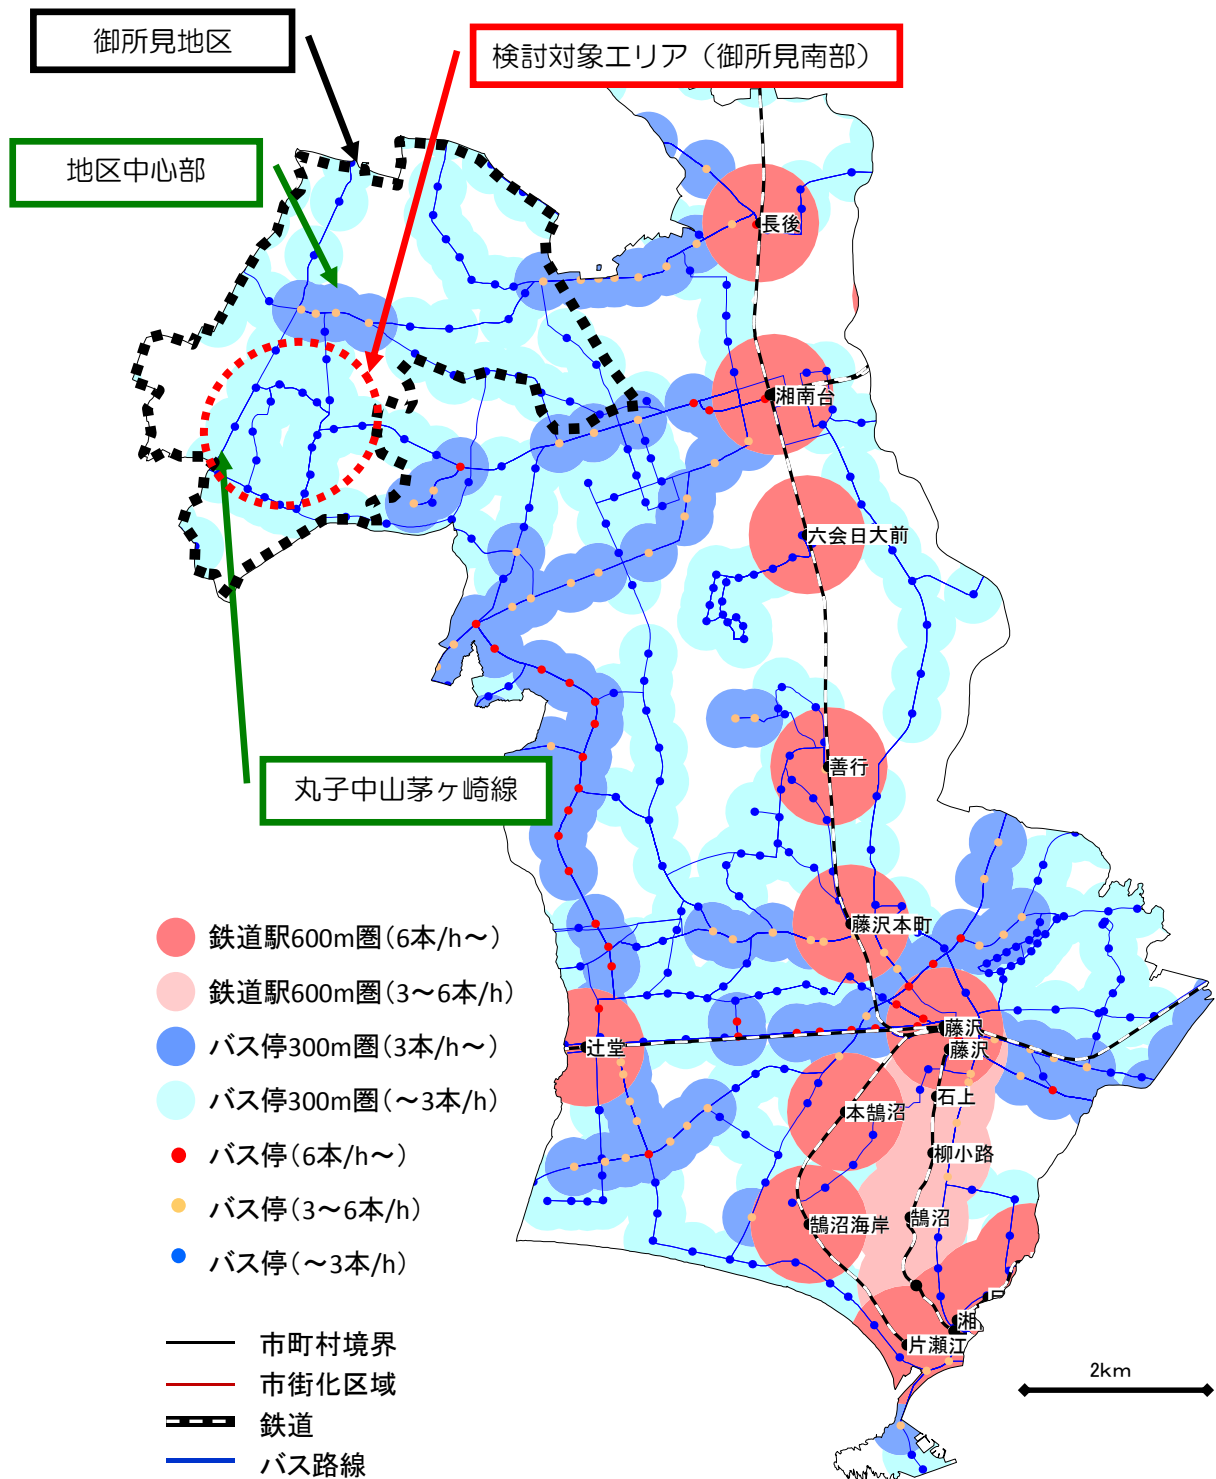 御所見地区
検討対象エリア（御所見南部）
地区中心部
長後
湘南台
六会日大前
善行
丸子中山茅ヶ崎線
藤沢本町
藤沢
藤沢
辻堂
石上
本鵠沼
柳小路
鵠沼
鵠沼海岸
湘
片瀬江
鉄道駅600m圏（6本/h～）
鉄道駅600m圏（3～6本/h）
バス停300m圏（3本/h～）
バス停300m圏（～3本/h）
バス停（6本/h～）
バス停（3～6本/h）
バス停（～3本/h）
市町村境界
市街化区域
鉄道
バス路線
2km